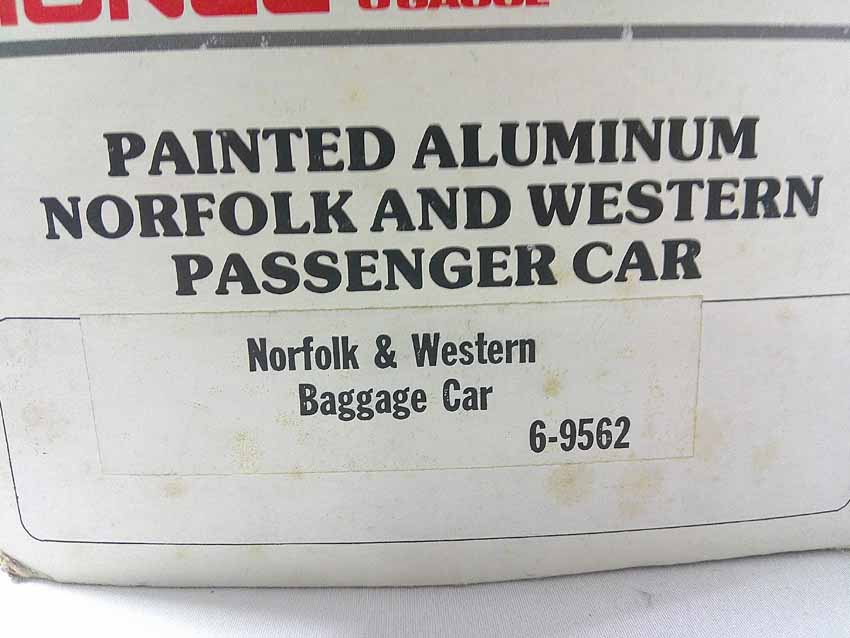 PAINTED ALUMINUM
NORFOLK AND WESTERN
PASSENGER CAR
Norfolk & Western
Baggage Car
6-9562